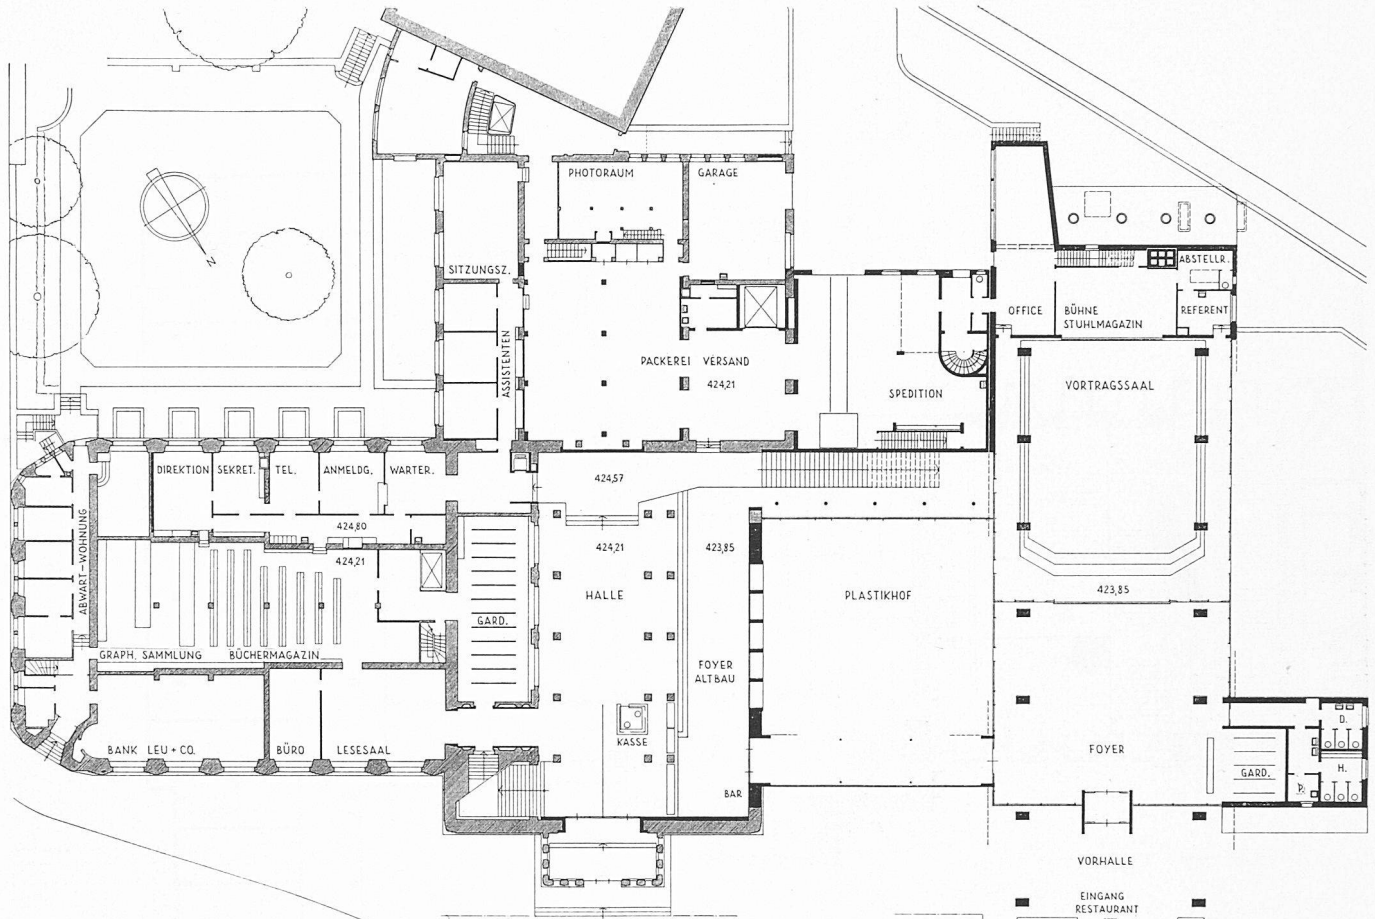 PHOTORAUM
GARAGE
N
SITZUNGSZ.
ASSISTENTEN
PACKEREI VERSAND
424,21
SPEDITION
OFFICE
BÜHNE
STUHLMAGAZIN
ABSTELLR.
REFERENT
VORTRAGSSAAL
DIREKTION
SEKRET.
TEL.
ANMELDG.
WARTER.
424,80
424,57
424,21
ABWART-WOHNUNG
424,21
GRAPH. SAMMLUNG
BÜCHERMAGAZIN
GARD.
HALLE
423,85
PLASTIKHOF
423,85
FOYER
ALTBAU
BANK LEU + CO.
BÜRO
LESESAAL
KASSE
BAR
FOYER
GARD.
D.
H.
P.
VORHALLE
EINGANG
RESTAURANT